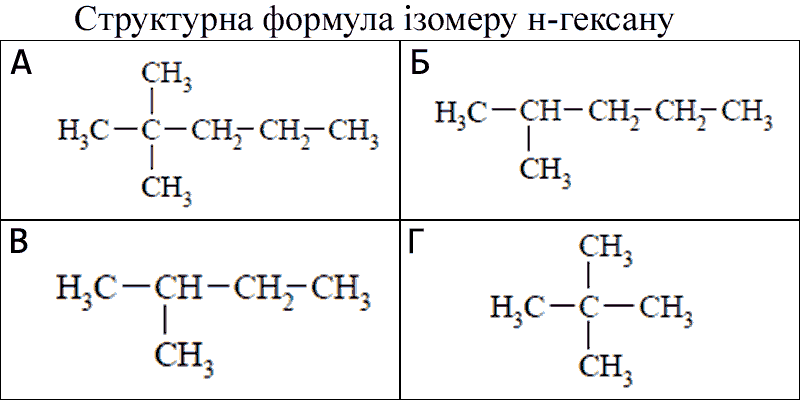 Структурна формула ізомеру н-гексану
А
CH3
H3C—C—CH2—CH2—CH3
CH3
Б
H3C—CH—CH2—CH2—CH3
CH3
В
H3C—CH—CH2—CH3
CH3
Г
CH3
H3C—C—CH3
CH3